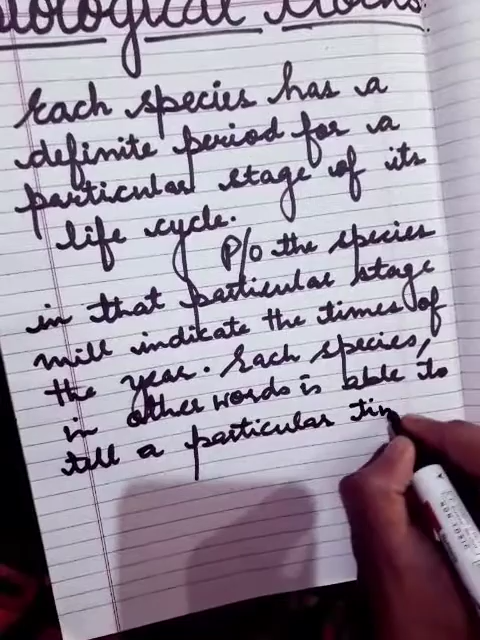 Biological Clocks.
Each species has a
definite period for a
particular stage of its
life cycle.
P/o the species
in that particular stage
will indicate the times of
the year. Each species,
in other words is able to
tell a particular tim